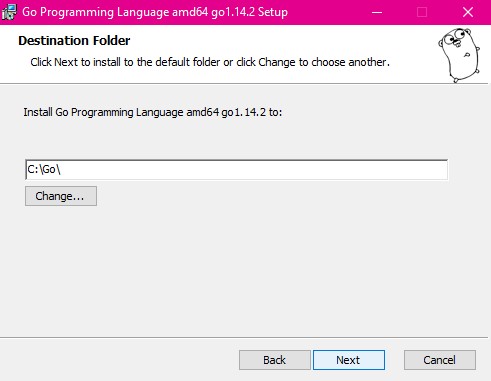 Go Programming Language amd64 go1.14.2 Setup
Destination Folder
Click Next to install to the default folder or click Change to choose another.
Install Go Programming Language amd64 go1.14.2 to:
C:\Go\
Change...
Back Next Cancel